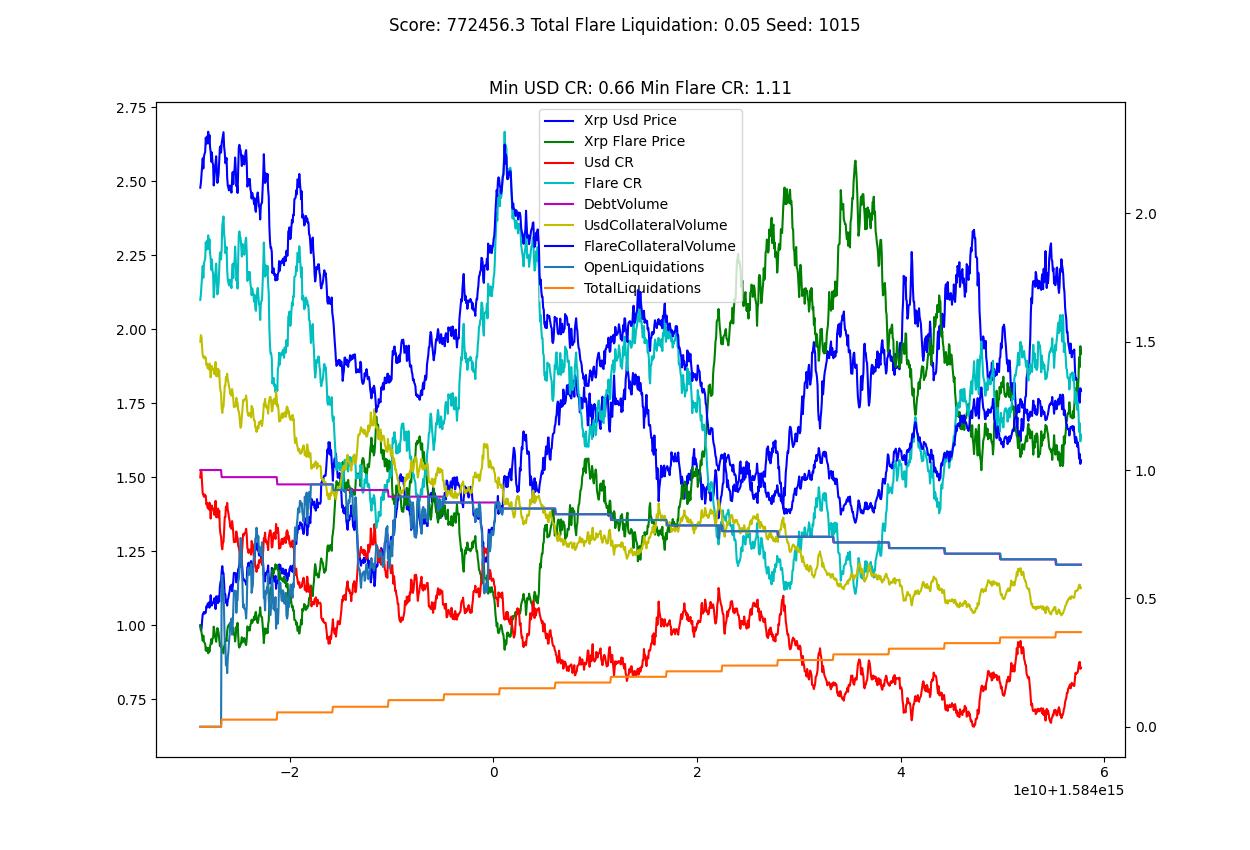 Score: 772456.3 Total Flare Liquidation: 0.05 Seed: 1015
Min USD CR: 0.66 Min Flare CR: 1.11
2.75
2.50
2.25
2.00
1.75
1.50
1.25
1.00
0.75
Xrp Usd Price
Xrp Flare Price
Usd CR
Flare CR
DebtVolume
UsdCollateralVolume
FlareCollateralVolume
OpenLiquidations
TotalLiquidations
2.0
1.5
1.0
0.5
0.0
−2 0 2 4 6
1e10+1.584e15